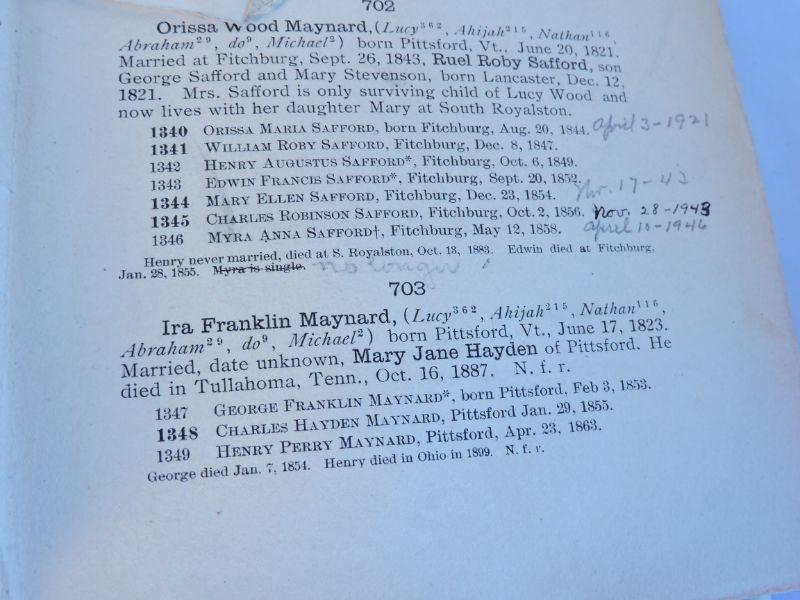 702
Orissa Wood Maynard, (Lucy³⁶², Ahijah²¹⁵, Nathan¹¹⁶
Abraham²⁹, do⁹, Michael²) born Pittsford, Vt., June 20, 1821.
Married at Fitchburg, Sept. 26, 1843, Ruel Roby Safford, son
George Safford and Mary Stevenson, born Lancaster, Dec. 12,
1821. Mrs. Safford is only surviving child of Lucy Wood and
now lives with her daughter Mary at South Royalston.
1340 Orissa Maria Safford, born Fitchburg, Aug. 20, 1844. April 3-1921
1341 William Roby Safford, Fitchburg, Dec. 8, 1847.
1342 Henry Augustus Safford*, Fitchburg, Oct. 6, 1849.
1343 Edwin Francis Safford*, Fitchburg, Sept. 20, 1852.
1344 Mary Ellen Safford, Fitchburg, Dec. 23, 1854. 17-43
1345 Charles Robinson Safford, Fitchburg, Oct. 2, 1856. Nov. 28-1943
1346 Myra Anna Safford†, Fitchburg, May 12, 1858. April 10-1946
Henry never married, died at S. Royalston, Oct. 13, 1883. Edwin died at Fitchburg,
Jan. 28, 1855. Myra is single. no longer
703
Ira Franklin Maynard, (Lucy³⁶², Ahijah²¹⁵, Nathan¹¹⁶,
Abraham²⁹, do⁹, Michael²) born Pittsford, Vt., June 17, 1823.
Married, date unknown, Mary Jane Hayden of Pittsford. He
died in Tullahoma, Tenn., Oct. 16, 1887. N. f. r.
1347 George Franklin Maynard*, born Pittsford, Feb 3, 1853.
1348 Charles Hayden Maynard, Pittsford Jan. 29, 1855.
1349 Henry Perry Maynard, Pittsford, Apr. 23, 1863.
George died Jan. 7, 1854. Henry died in Ohio in 1899. N. f. r.